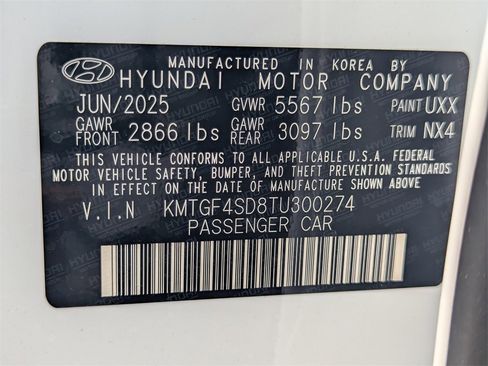 MANUFACTURED IN KOREA BY
HYUNDAI MOTOR COMPANY
JUN/2025 GVWR 5567 lbs PAINT UXX
GAWR FRONT 2866 lbs GAWR REAR 3097 lbs TRIM NX4
THIS VEHICLE CONFORMS TO ALL APPLICABLE U.S.A. FEDERAL
MOTOR VEHICLE SAFETY, BUMPER, AND THEFT PREVENTION STANDARDS
IN EFFECT ON THE DATE OF MANUFACTURE SHOWN ABOVE.
V.I.N KMTGF4SD8TU300274
PASSENGER CAR